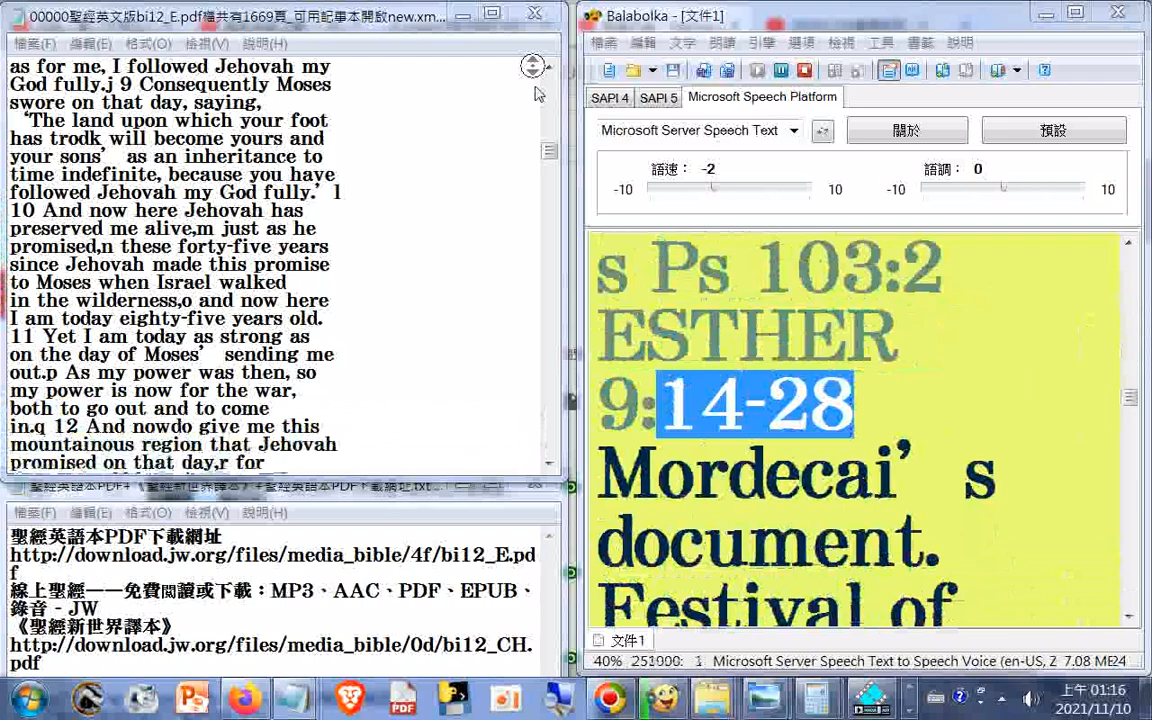 00000聖經英文版bi12_E.pdf檔共有1669頁_可用記事本開啟new.xm...
檔案(F) 編輯(E) 格式(O) 檢視(V) 說明(H)
as for me, I followed Jehovah my
God fully.j 9 Consequently Moses
swore on that day, saying,
‘The land upon which your foot
has trodk will become yours and
your sons’ as an inheritance to
time indefinite, because you have
followed Jehovah my God fully.’ l
10 And now here Jehovah has
preserved me alive,m just as he
promised,n these forty-five years
since Jehovah made this promise
to Moses when Israel walked
in the wilderness,o and now here
I am today eighty-five years old.
11 Yet I am today as strong as
on the day of Moses’ sending me
out.p As my power was then, so
my power is now for the war,
both to go out and to come
in.q 12 And nowdo give me this
mountainous region that Jehovah
promised on that day,r for
檔案(F) 編輯(E) 格式(O) 檢視(V) 說明(H)
聖經英語本PDF下載網址
http://download.jw.org/files/media_bible/4f/bi12_E.pd
f
線上聖經——免費閱讀或下載：MP3、AAC、PDF、EPUB、
錄音 - JW
《聖經新世界譯本》
http://download.jw.org/files/media_bible/0d/bi12_CH.
pdf
Balabolka - [文件1]
檔案 編輯 文字 朗讀 引擎 選項 檢視 工具 書籤 說明
SAPI 4 SAPI 5 Microsoft Speech Platform
Microsoft Server Speech Text 關於 預設
語速： -2 語調： 0
-10 10 -10 10
s Ps 103:2
ESTHER
9:14-28
Mordecai’ s
document.
Festival of
文件1
40% 251000: 1 Microsoft Server Speech Text to Speech Voice (en-US, Z 7.08 ME24
上午 01:16
2021/11/10